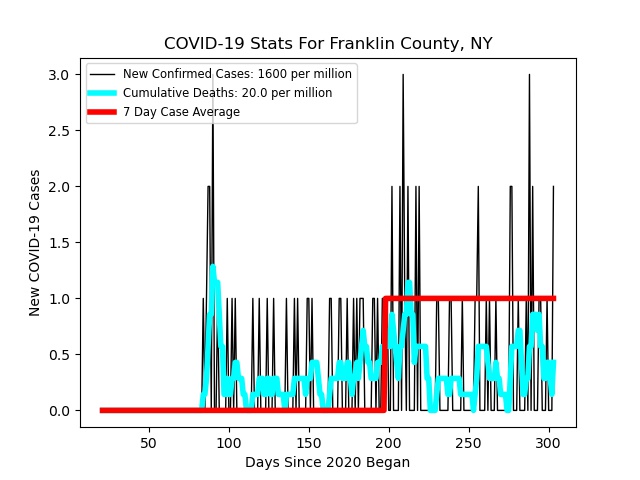 COVID-19 Stats For Franklin County, NY
New Confirmed Cases: 1600 per million
Cumulative Deaths: 20.0 per million
7 Day Case Average
3.0
2.5
2.0
1.5
1.0
0.5
0.0
New COVID-19 Cases
50 100 150 200 250 300
Days Since 2020 Began